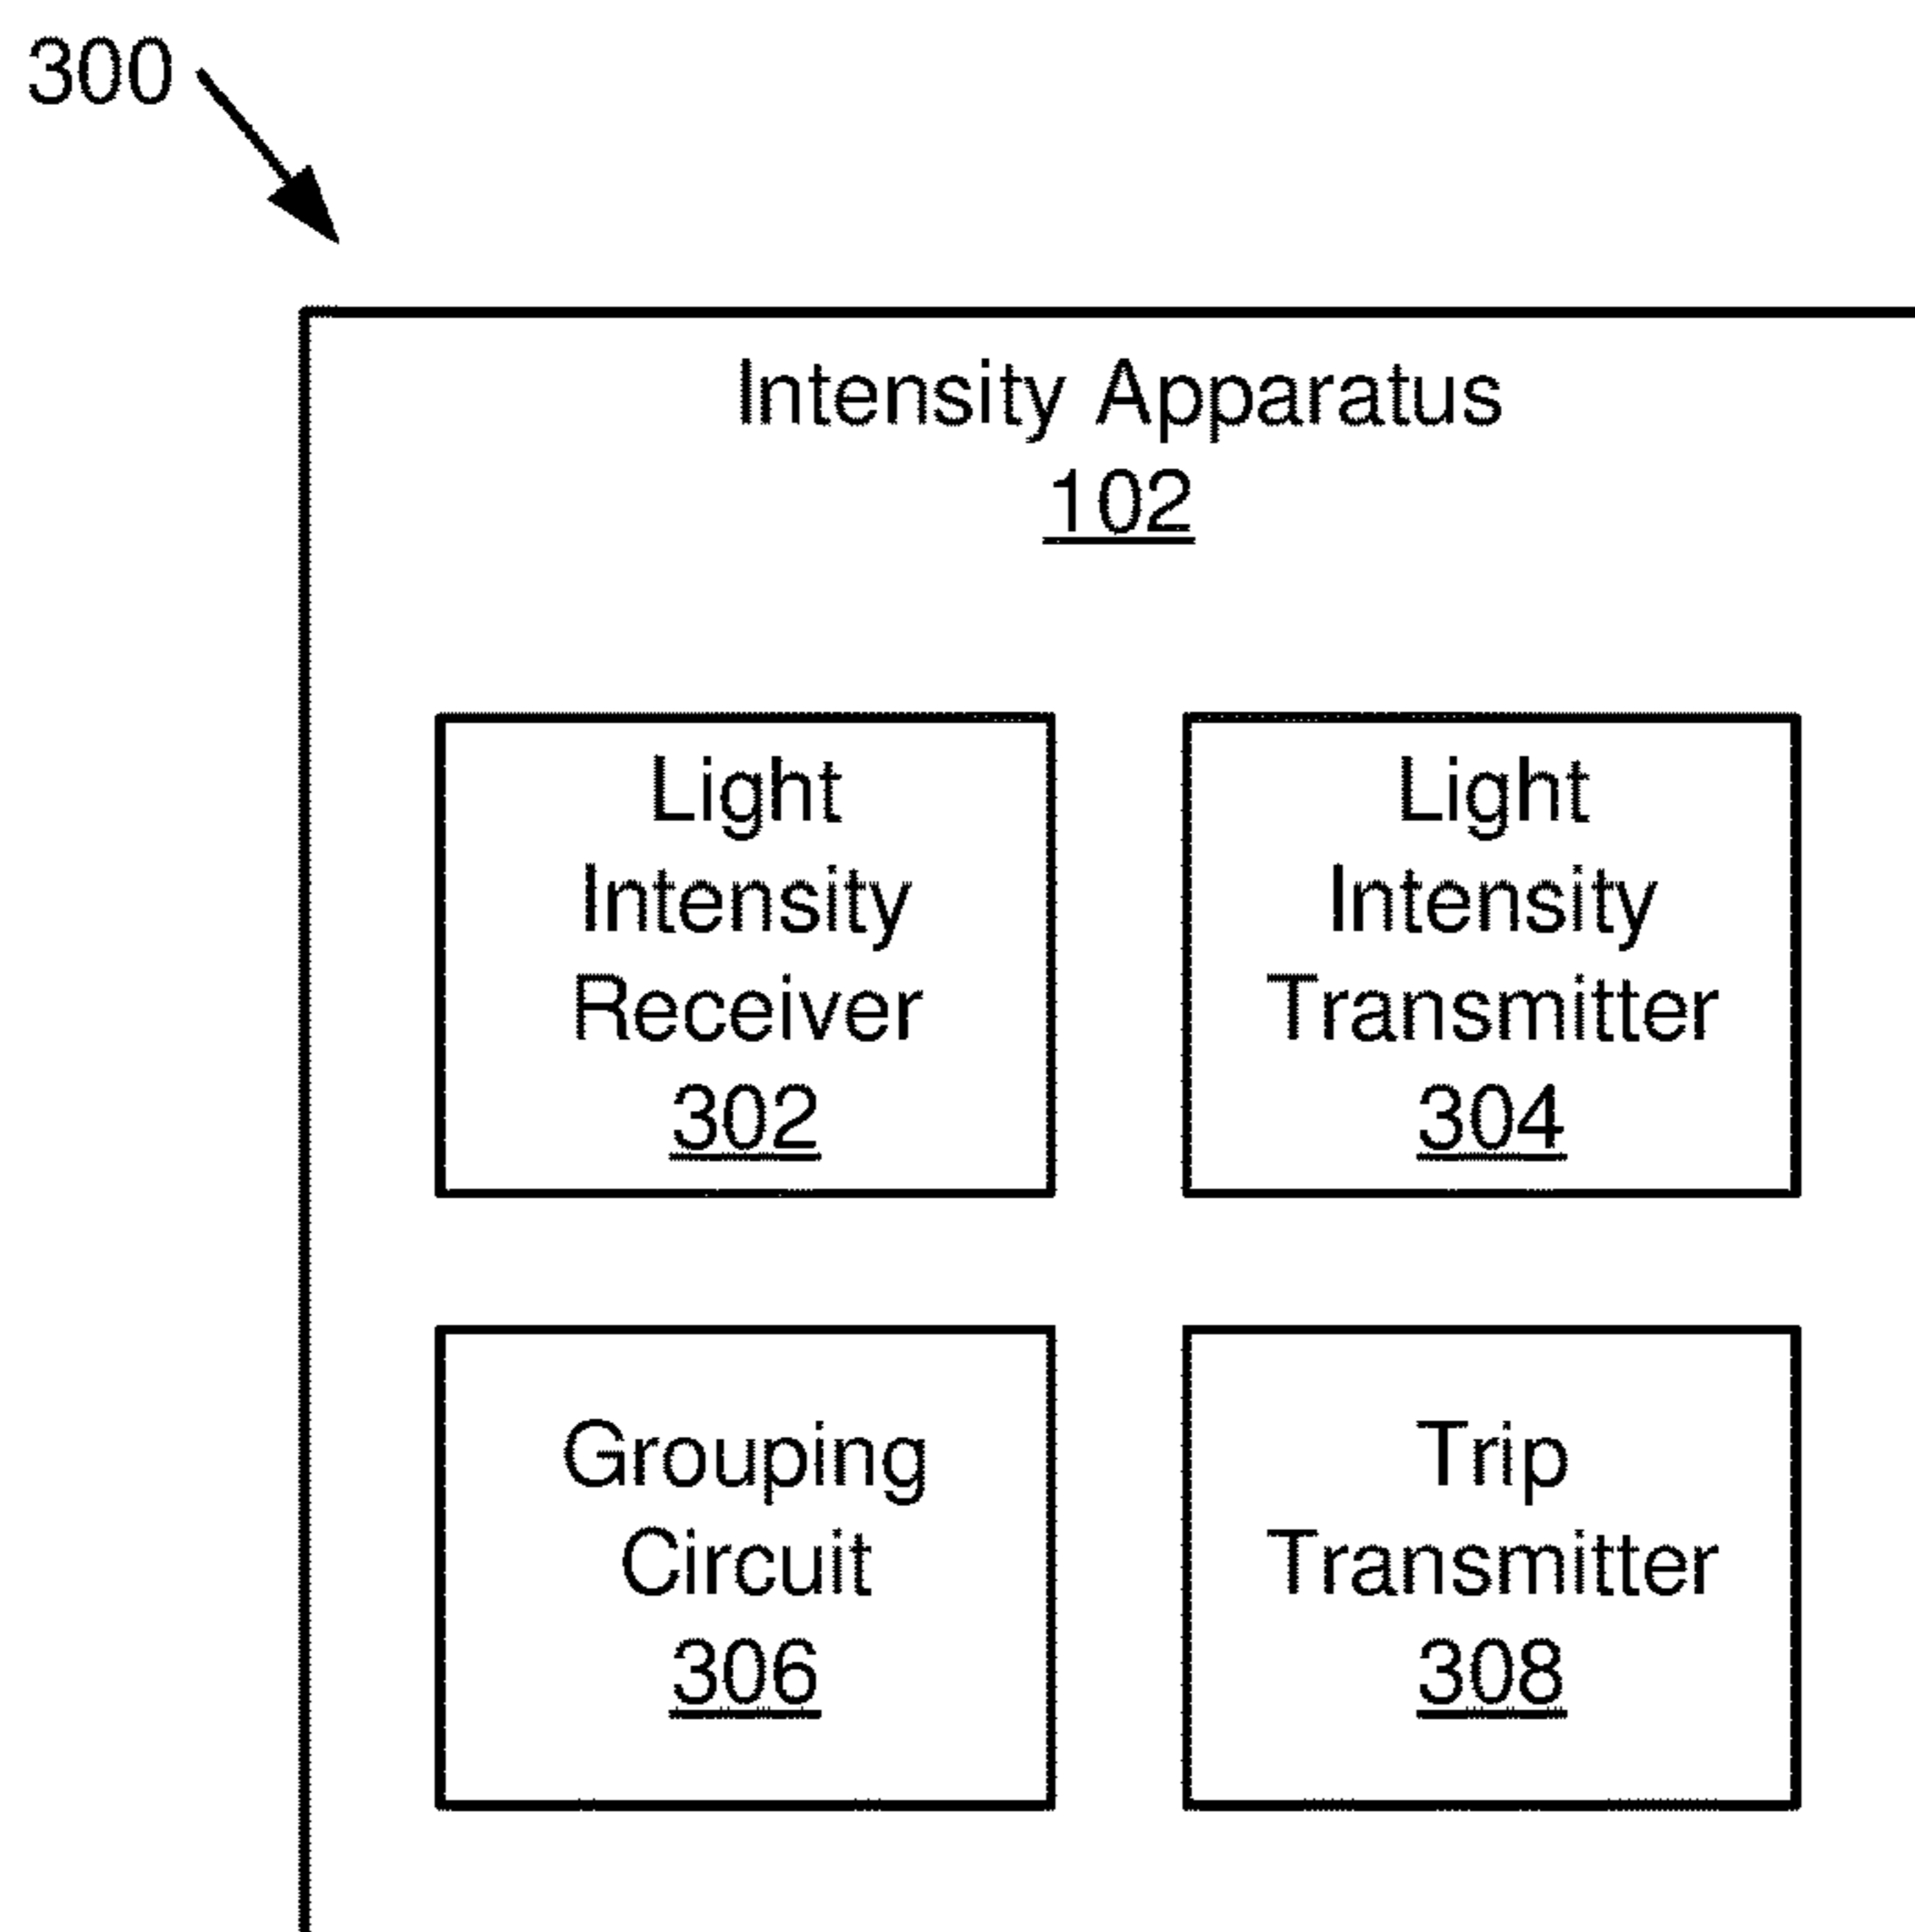 300
Intensity Apparatus
102
Light
Intensity
Receiver
302
Light
Intensity
Transmitter
304
Grouping
Circuit
306
Trip
Transmitter
308